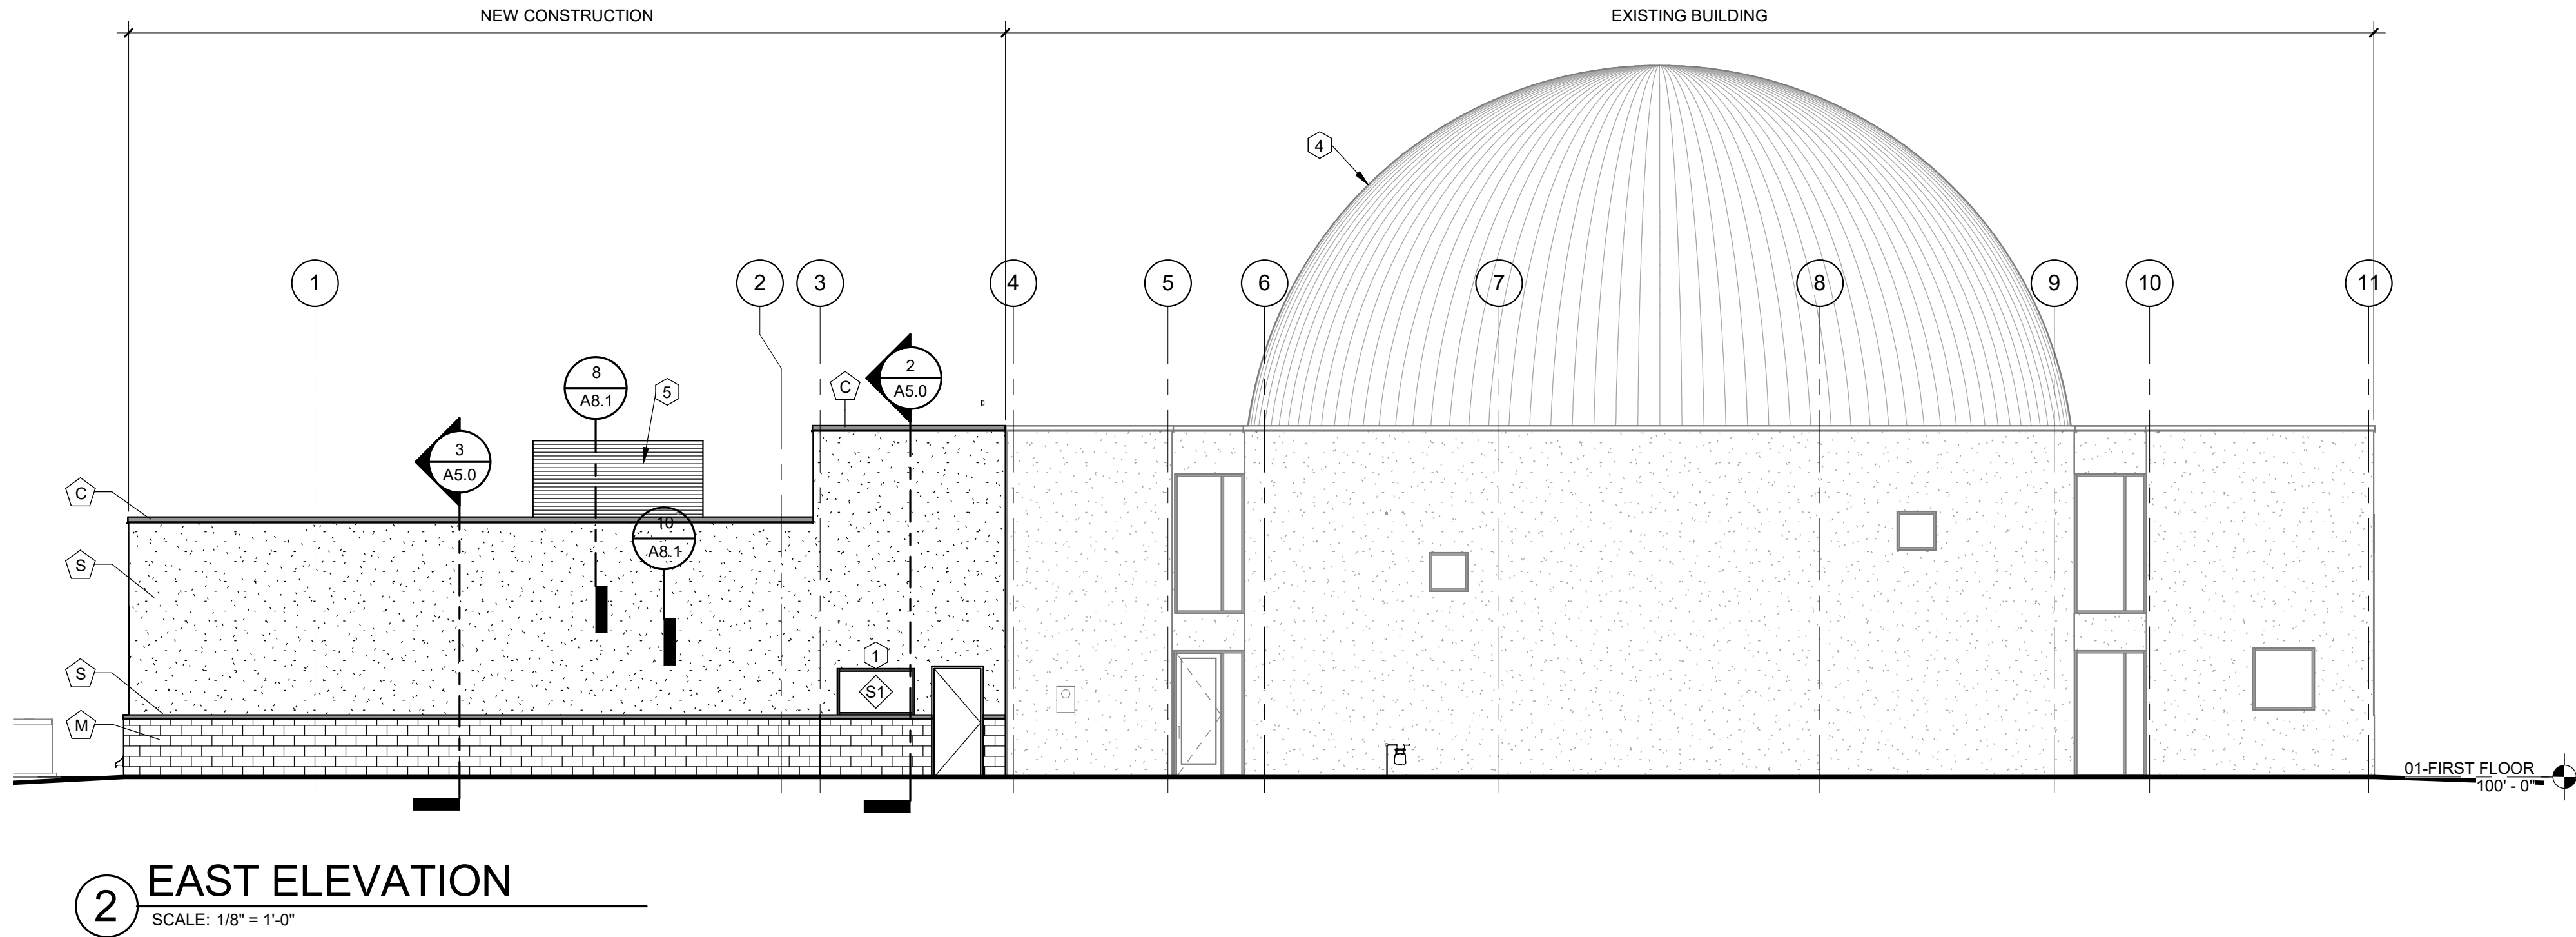 NEW CONSTRUCTION
EXISTING BUILDING
4
1
2
3
4
5
6
7
8
9
10
11
8
A8.1
5
C
2
A5.0
3
A5.0
C
10
A8.1
S
1
S1
S
M
01-FIRST FLOOR
100' - 0"
2
EAST ELEVATION
SCALE: 1/8" = 1'-0"